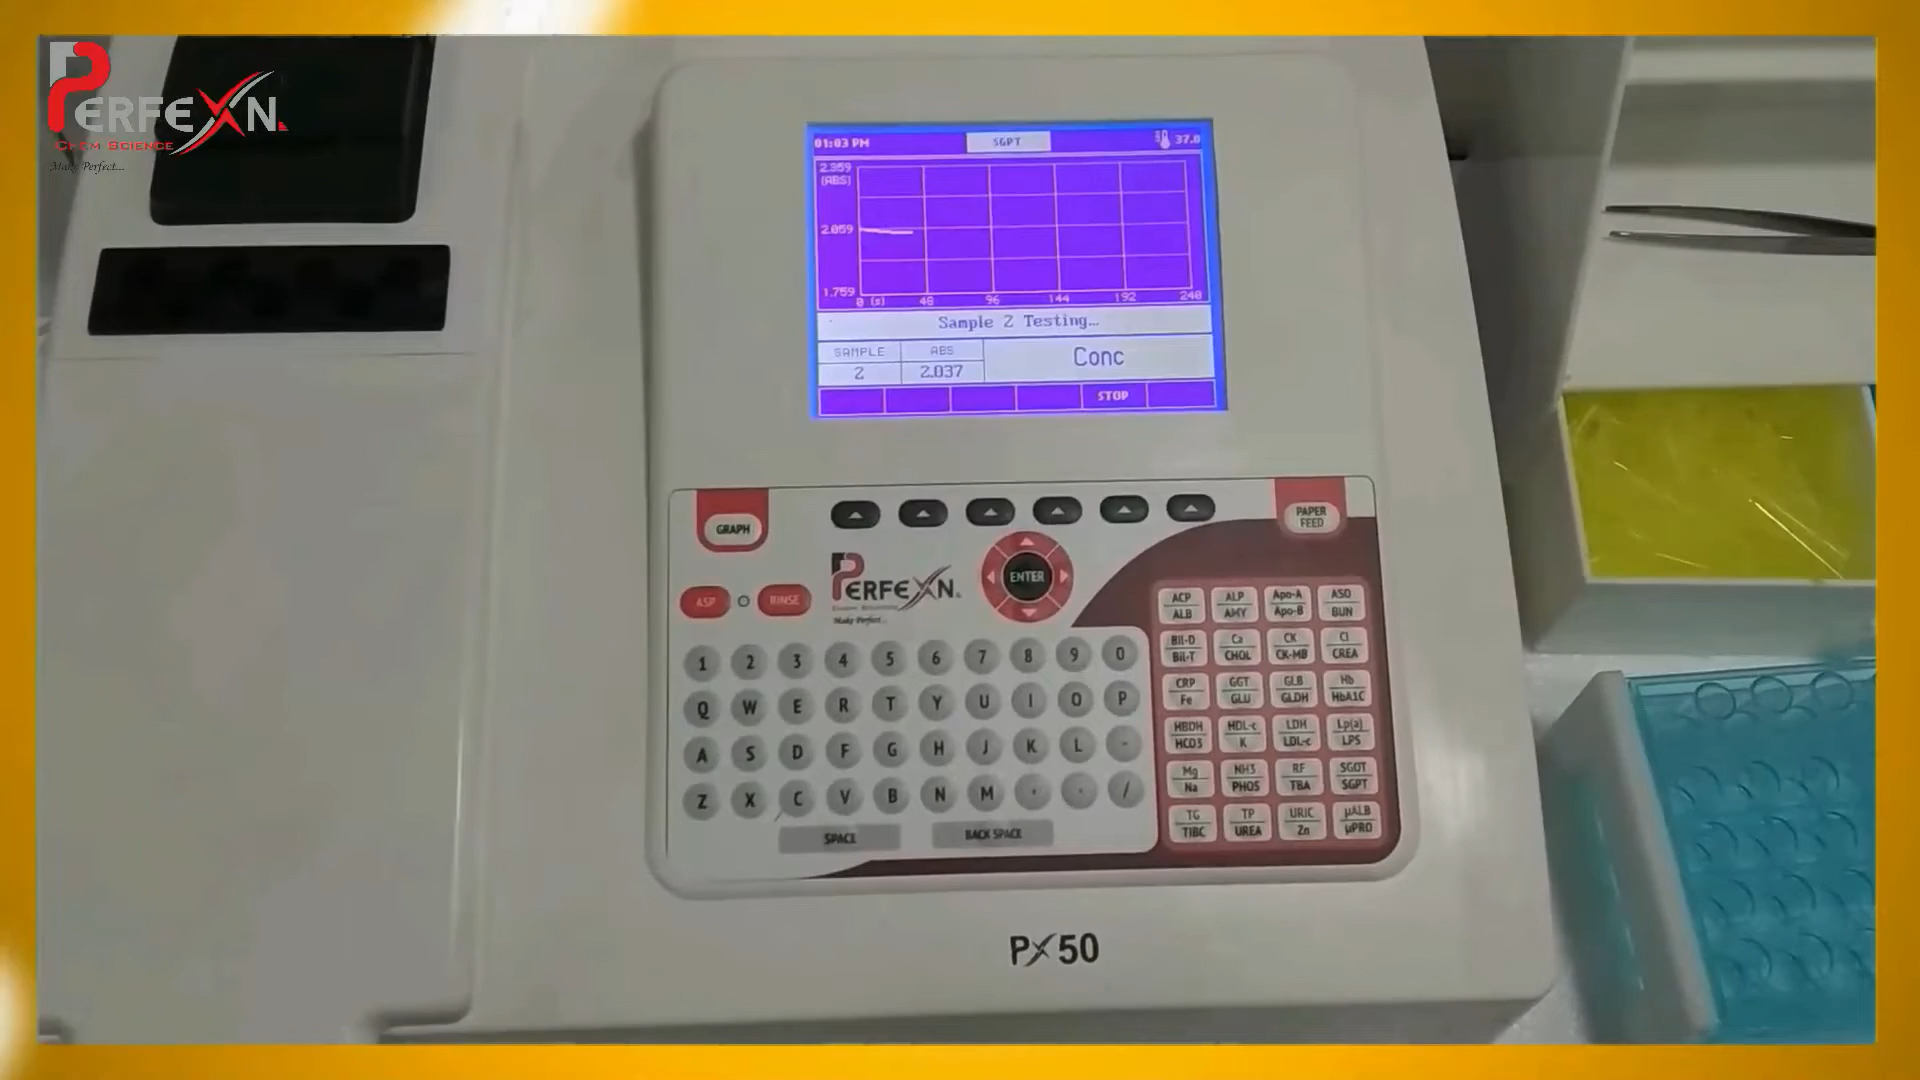 PERFEXN
CHEM SCIENCE
Make Perfect...
01:03 PM
SGPT
37.0
2.359
(ABS)
2.059
1.759
0 (s) 48 96 144 192 240
Sample 2 Testing...
SAMPLE ABS Conc
2 2.037
STOP
GRAPH
PAPER
FEED
ASP
RINSE
PERFEXN
Make Perfect...
ENTER
1 2 3 4 5 6 7 8 9 0
Q W E R T Y U I O P
A S D F G H J K L -
Z X C V B N M · · /
SPACE BACK SPACE
ACP ALP Apo-A ASO
ALB AMY Apo-B BUN
Bil-D Ca CK Cl
Bil-T CHOL CK-MB CREA
CRP GGT GLB Hb
Fe GLU GLDH HbA1C
HBDH HDL-c LDH Lp(a)
HCO3 K LDL-c LPS
Mg NH3 RF SGOT
Na PHOS TBA SGPT
TG TP URIC µALB
TIBC UREA Zn µPRO
PX50